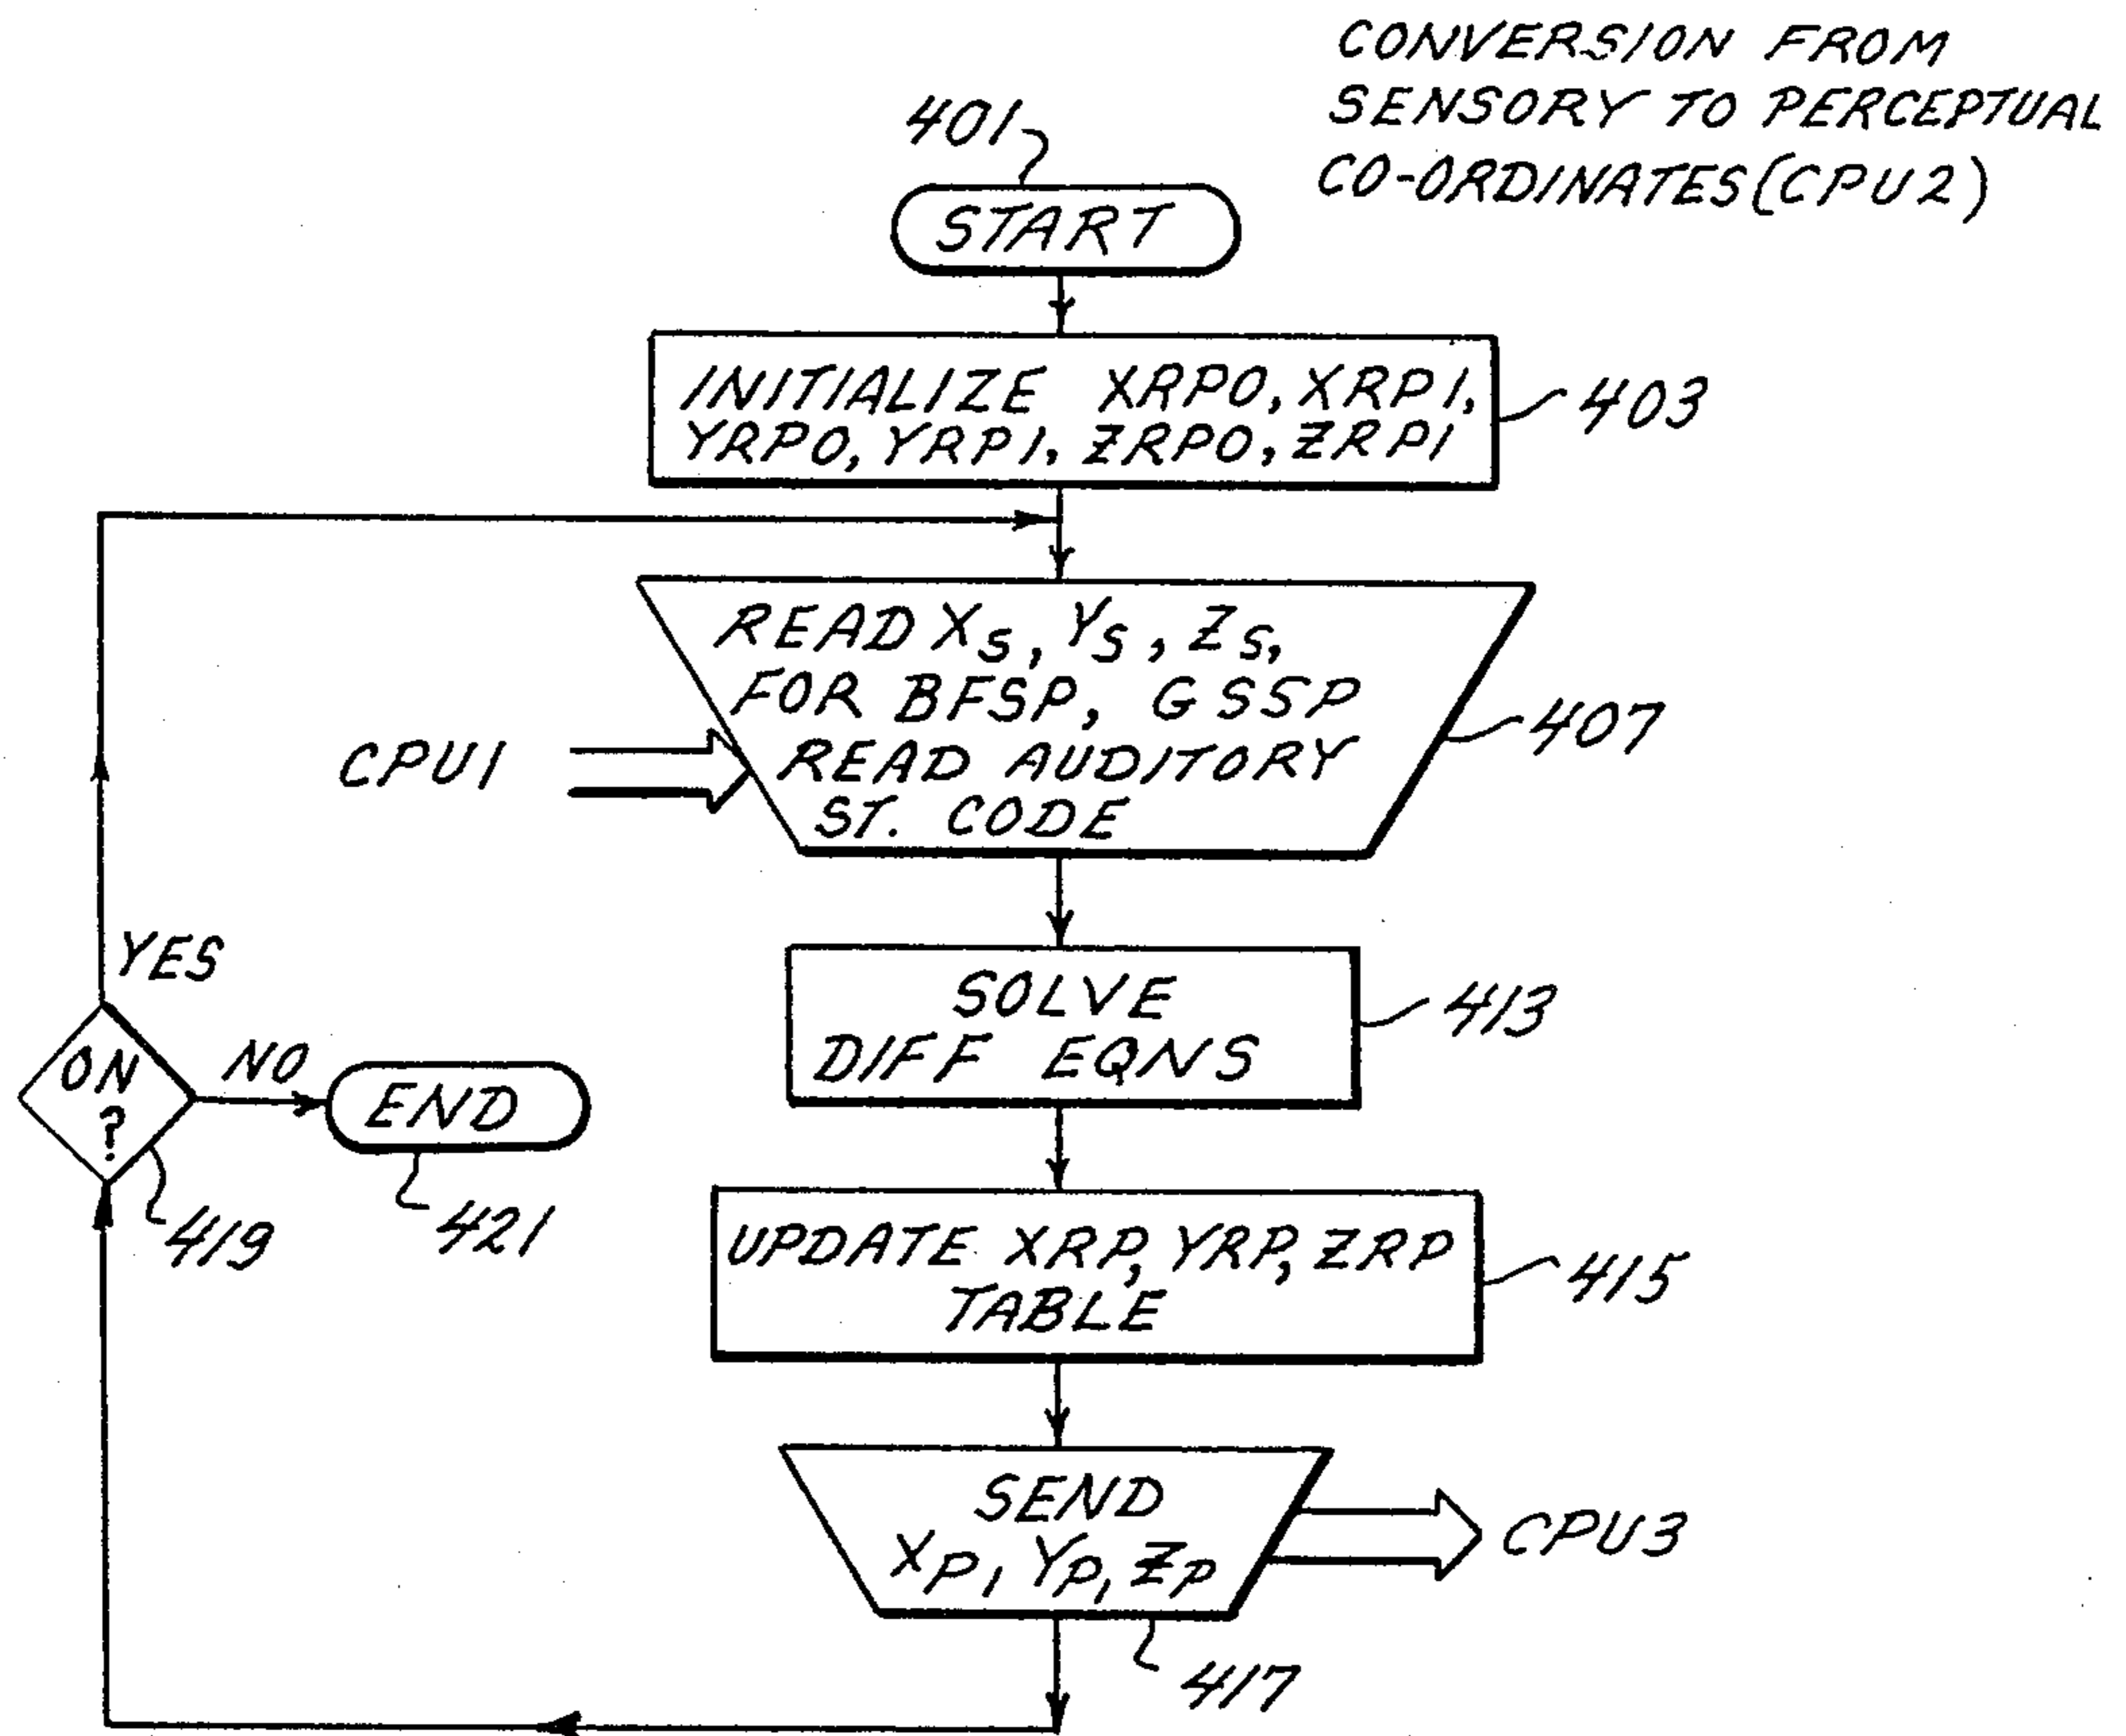 CONVERSION FROM
SENSORY TO PERCEPTUAL
CO-ORDINATES (CPU2)
401
START
INITIALIZE XRP0, XRP1,
YRP0, YRP1, ZRP0, ZRP1
403
READ XS, YS, ZS,
FOR BFSP, GSSP
READ AUDITORY
ST. CODE
407
CPU1
SOLVE
DIFF EQNS
413
YES
ON
?
NO
END
419
421
UPDATE XRP, YRP, ZRP
TABLE
415
SEND
XP, YP, ZP
CPU3
417